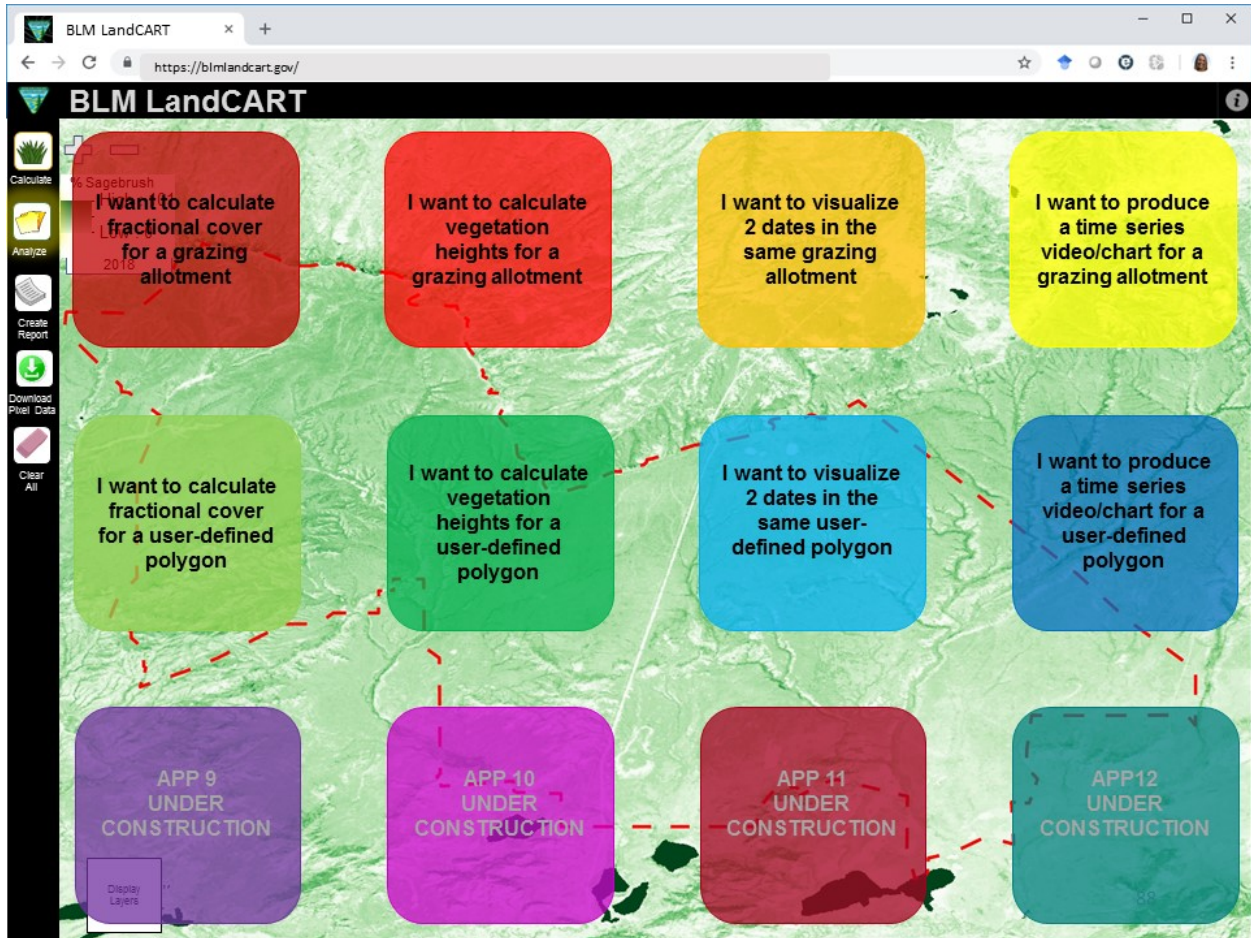 BLM LandCART
https://blmlandcart.gov/
BLM LandCART
Calculate
Analyze
Create
Report
Download
Pixel Data
Clear
All
% Sagebrush
2018
I want to calculate
fractional cover
for a grazing
allotment
I want to calculate
vegetation
heights for a
grazing allotment
I want to visualize
2 dates in the
same grazing
allotment
I want to produce
a time series
video/chart for a
grazing allotment
I want to calculate
fractional cover
for a user-defined
polygon
I want to calculate
vegetation
heights for a
user-defined
polygon
I want to visualize
2 dates in the
same user-
defined polygon
I want to produce
a time series
video/chart for a
user-defined
polygon
APP 9
UNDER
CONSTRUCTION
APP 10
UNDER
CONSTRUCTION
APP 11
UNDER
CONSTRUCTION
APP12
UNDER
CONSTRUCTION
Display
Layers
88